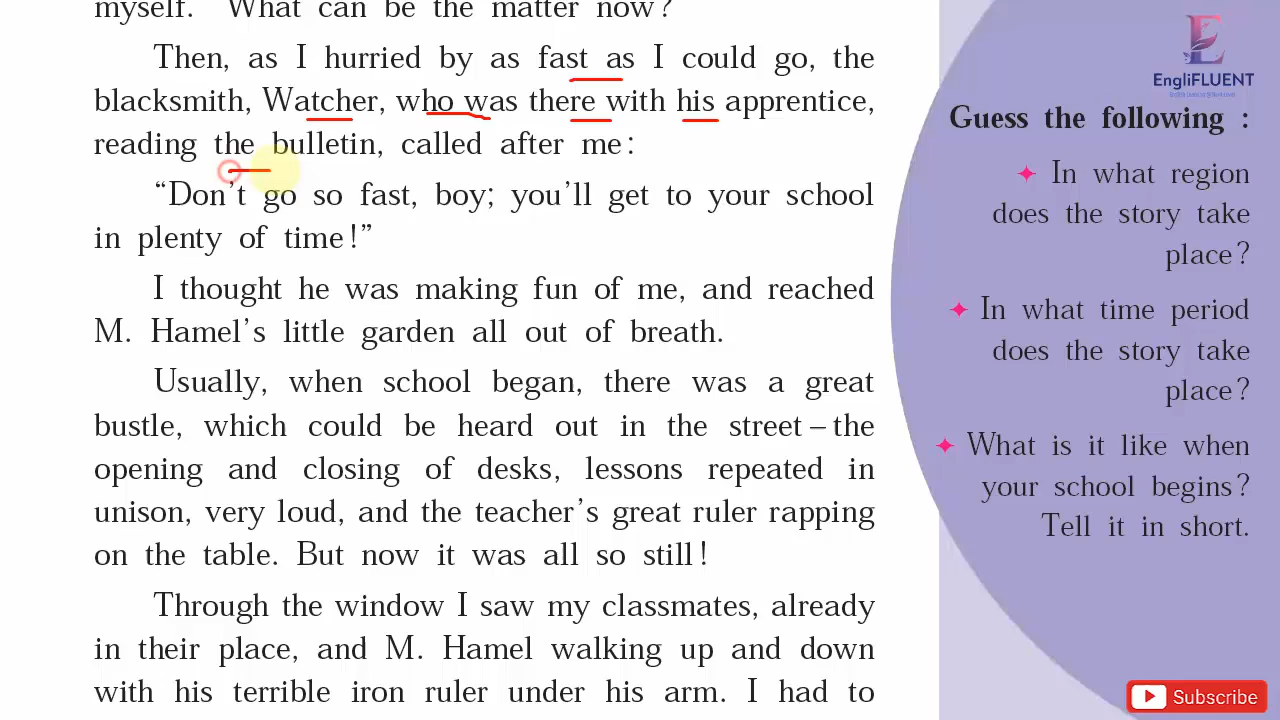 myself. What can be the matter now?
Then, as I hurried by as fast as I could go, the
blacksmith, Watcher, who was there with his apprentice,
reading the bulletin, called after me:
“Don’t go so fast, boy; you’ll get to your school
in plenty of time!”
I thought he was making fun of me, and reached
M. Hamel’s little garden all out of breath.
Usually, when school began, there was a great
bustle, which could be heard out in the street – the
opening and closing of desks, lessons repeated in
unison, very loud, and the teacher’s great ruler rapping
on the table. But now it was all so still!
Through the window I saw my classmates, already
in their place, and M. Hamel walking up and down
with his terrible iron ruler under his arm. I had to
EngliFLUENT
Guess the following :
In what region
does the story take
place?
In what time period
does the story take
place?
What is it like when
your school begins?
Tell it in short.
Subscribe